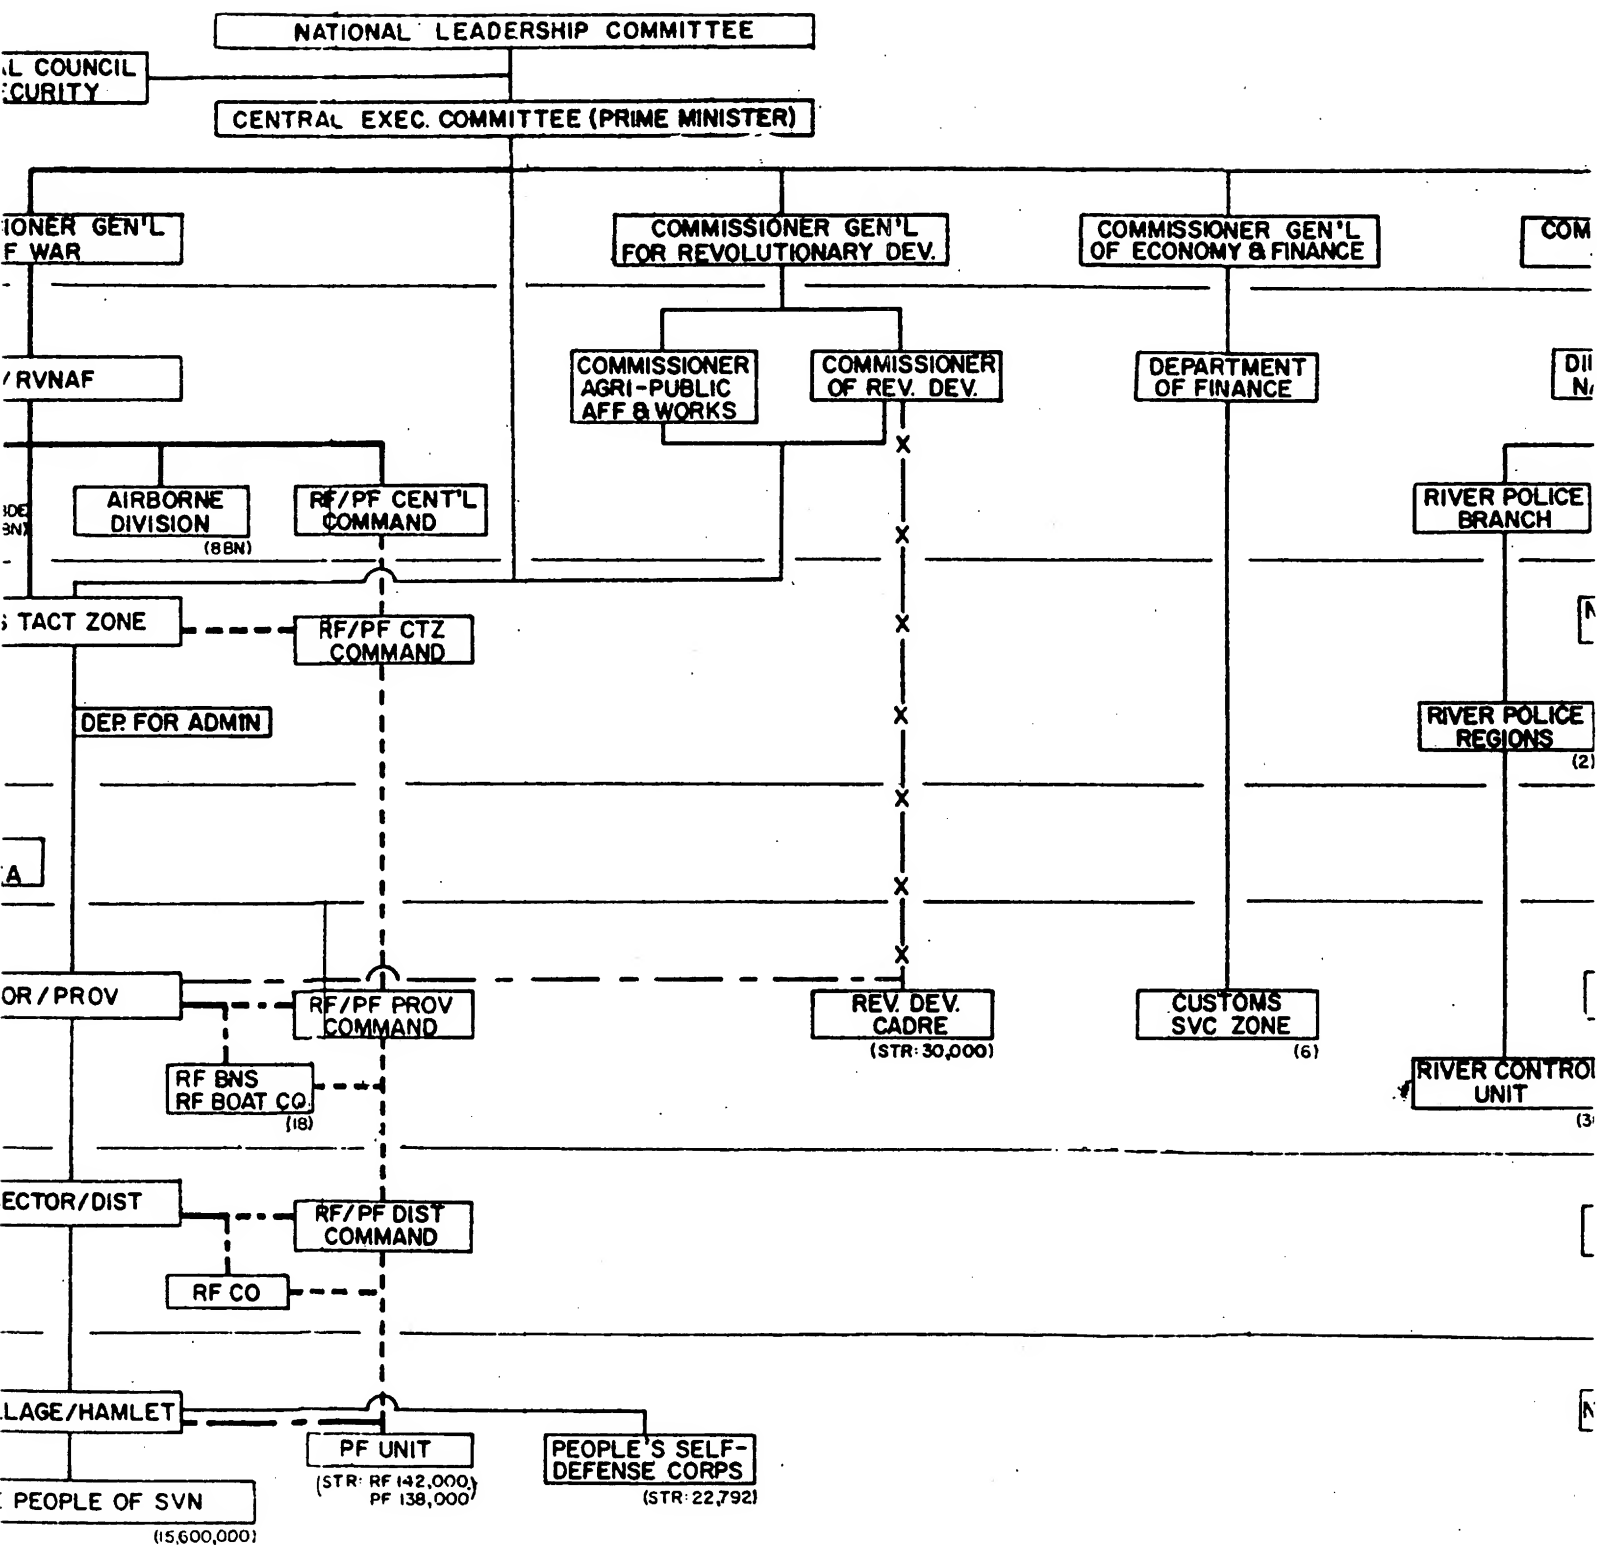 NATIONAL LEADERSHIP COMMITTEE
AL COUNCIL
ECURITY
CENTRAL EXEC. COMMITTEE (PRIME MINISTER)
IONER GEN'L
F WAR
COMMISSIONER GEN'L
FOR REVOLUTIONARY DEV.
COMMISSIONER GEN'L
OF ECONOMY & FINANCE
COM
/RVNAF
COMMISSIONER
AGRI-PUBLIC
AFF & WORKS
COMMISSIONER
OF REV. DEV.
DEPARTMENT
OF FINANCE
AIRBORNE
DIVISION
(8 BN)
RF/PF CENT'L
COMMAND
RIVER POLICE
BRANCH
S TACT ZONE
RF/PF CTZ
COMMAND
DEP. FOR ADMIN
RIVER POLICE
REGIONS
(2)
A
OR/PROV
RF/PF PROV
COMMAND
REV. DEV.
CADRE
(STR: 30,000)
CUSTOMS
SVC ZONE
(6)
RF BNS
RF BOAT CO.
(18)
RIVER CONTROL
UNIT
(3
ECTOR/DIST
RF/PF DIST
COMMAND
RF CO
LLAGE/HAMLET
PF UNIT
(STR: RF 142,000,
PF 138,000)
PEOPLE'S SELF-
DEFENSE CORPS
(STR: 22,792)
E PEOPLE OF SVN
(15,600,000)